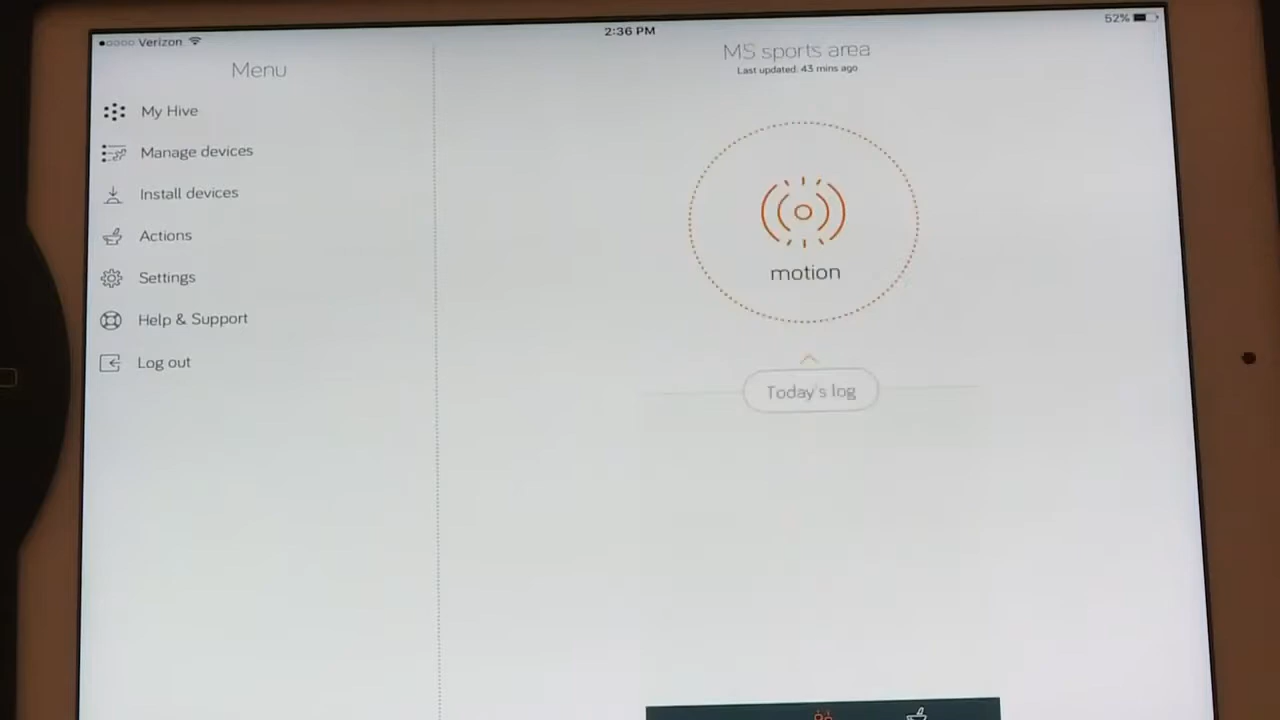 Verizon
2:36 PM
52%
Menu
My Hive
Manage devices
Install devices
Actions
Settings
Help & Support
Log out
MS sports area
Last updated: 43 mins ago
motion
Today's log